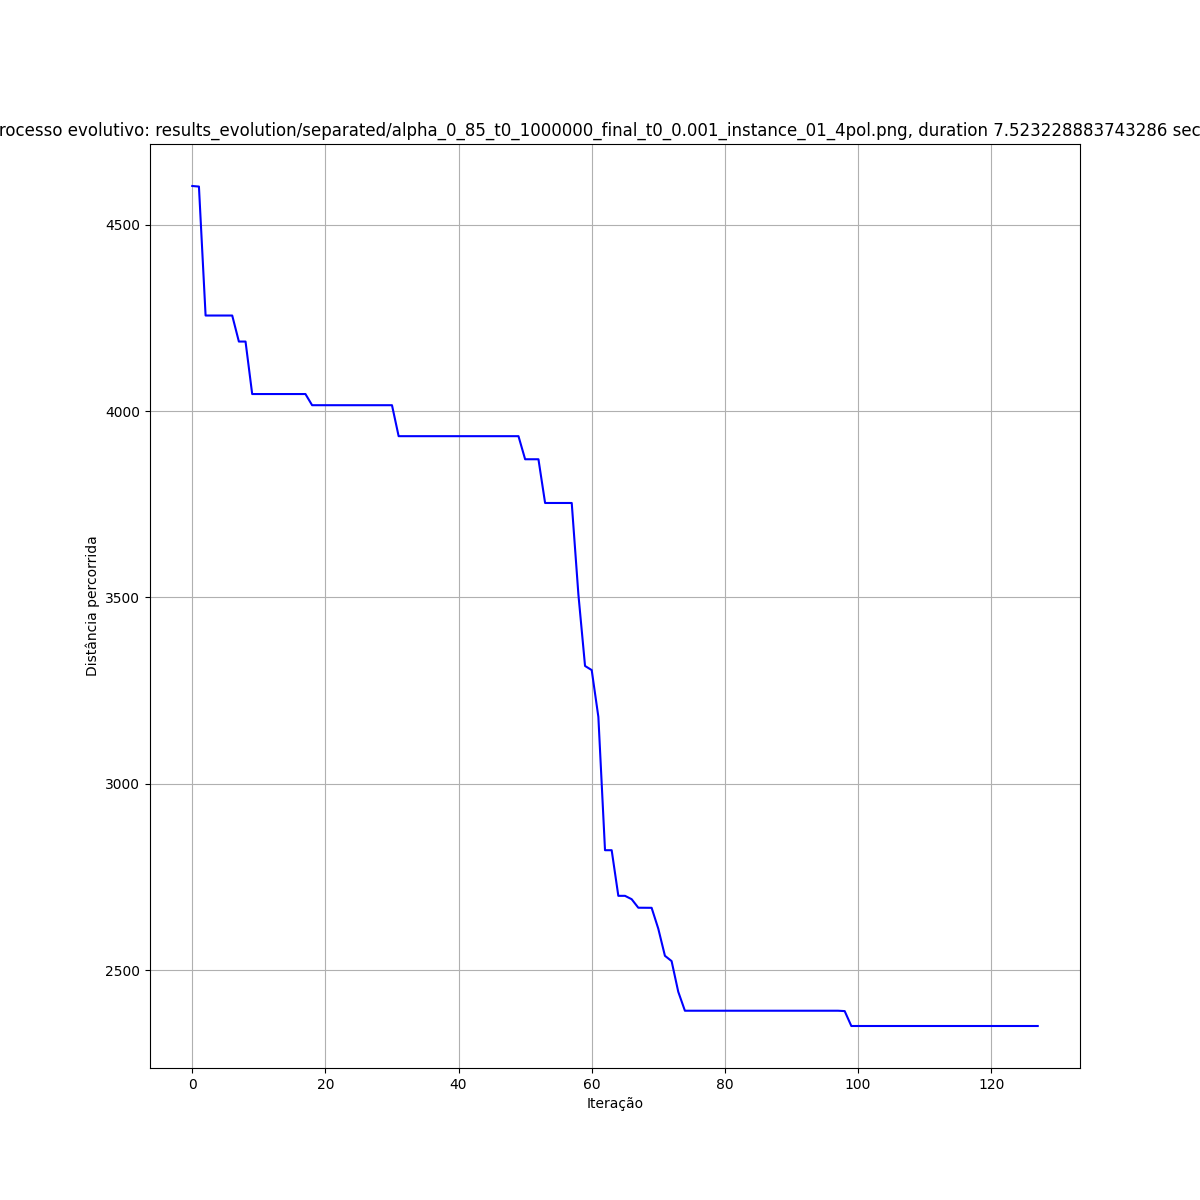 rocesso evolutivo: results_evolution/separated/alpha_0_85_t0_1000000_final_t0_0.001_instance_01_4pol.png, duration 7.523228883743286 sec
4500
4000
3500
3000
2500
Distância percorrida
0 20 40 60 80 100 120
Iteração